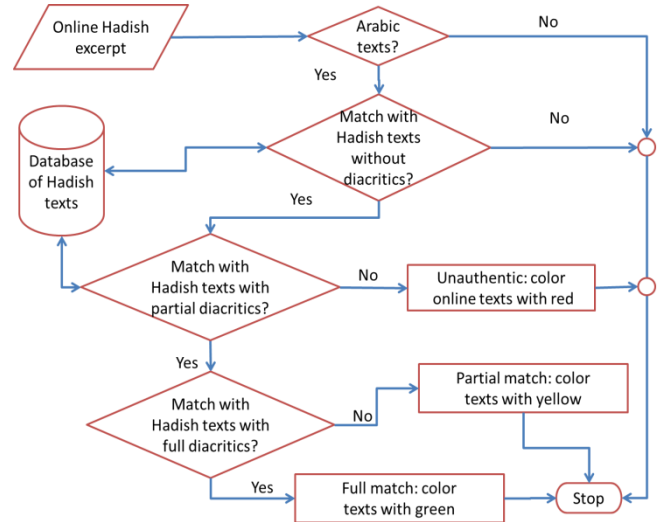 Online Hadish
excerpt
Arabic
texts?
No
Yes
Match with
Hadish texts
without
diacritics?
No
Database
of Hadish
texts
Yes
Match with
Hadish texts with
partial diacritics?
No
Unauthentic: color
online texts with red
Yes
Match with
Hadish texts with
full diacritics?
No
Partial match: color
texts with yellow
Yes
Full match: color
texts with green
Stop